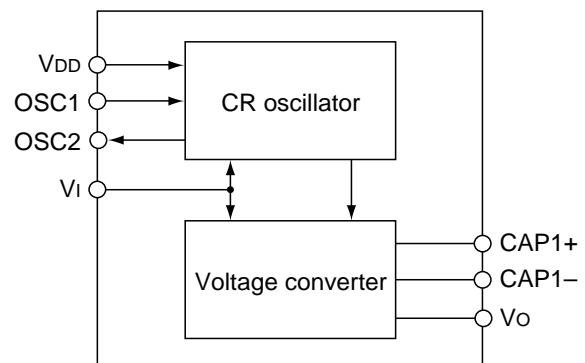 VDD
OSC1
OSC2
VI
CR oscillator
Voltage converter
CAP1+
CAP1–
VO